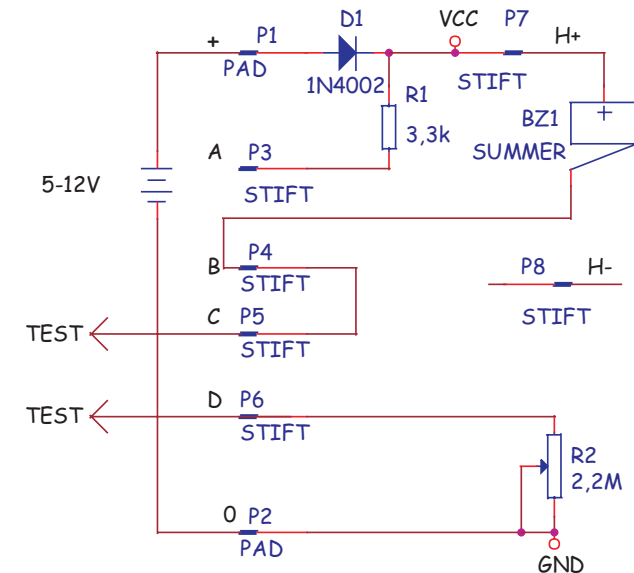 D1 VCC P7 H+
+ P1
PAD
1N4002 STIFT
R1
3,3k
BZ1
+
SUMMER
A P3
STIFT
5-12V
B P4
STIFT
P8 H-
STIFT
C P5
TEST
STIFT
D P6
TEST
STIFT
R2
2,2M
0 P2
PAD
GND